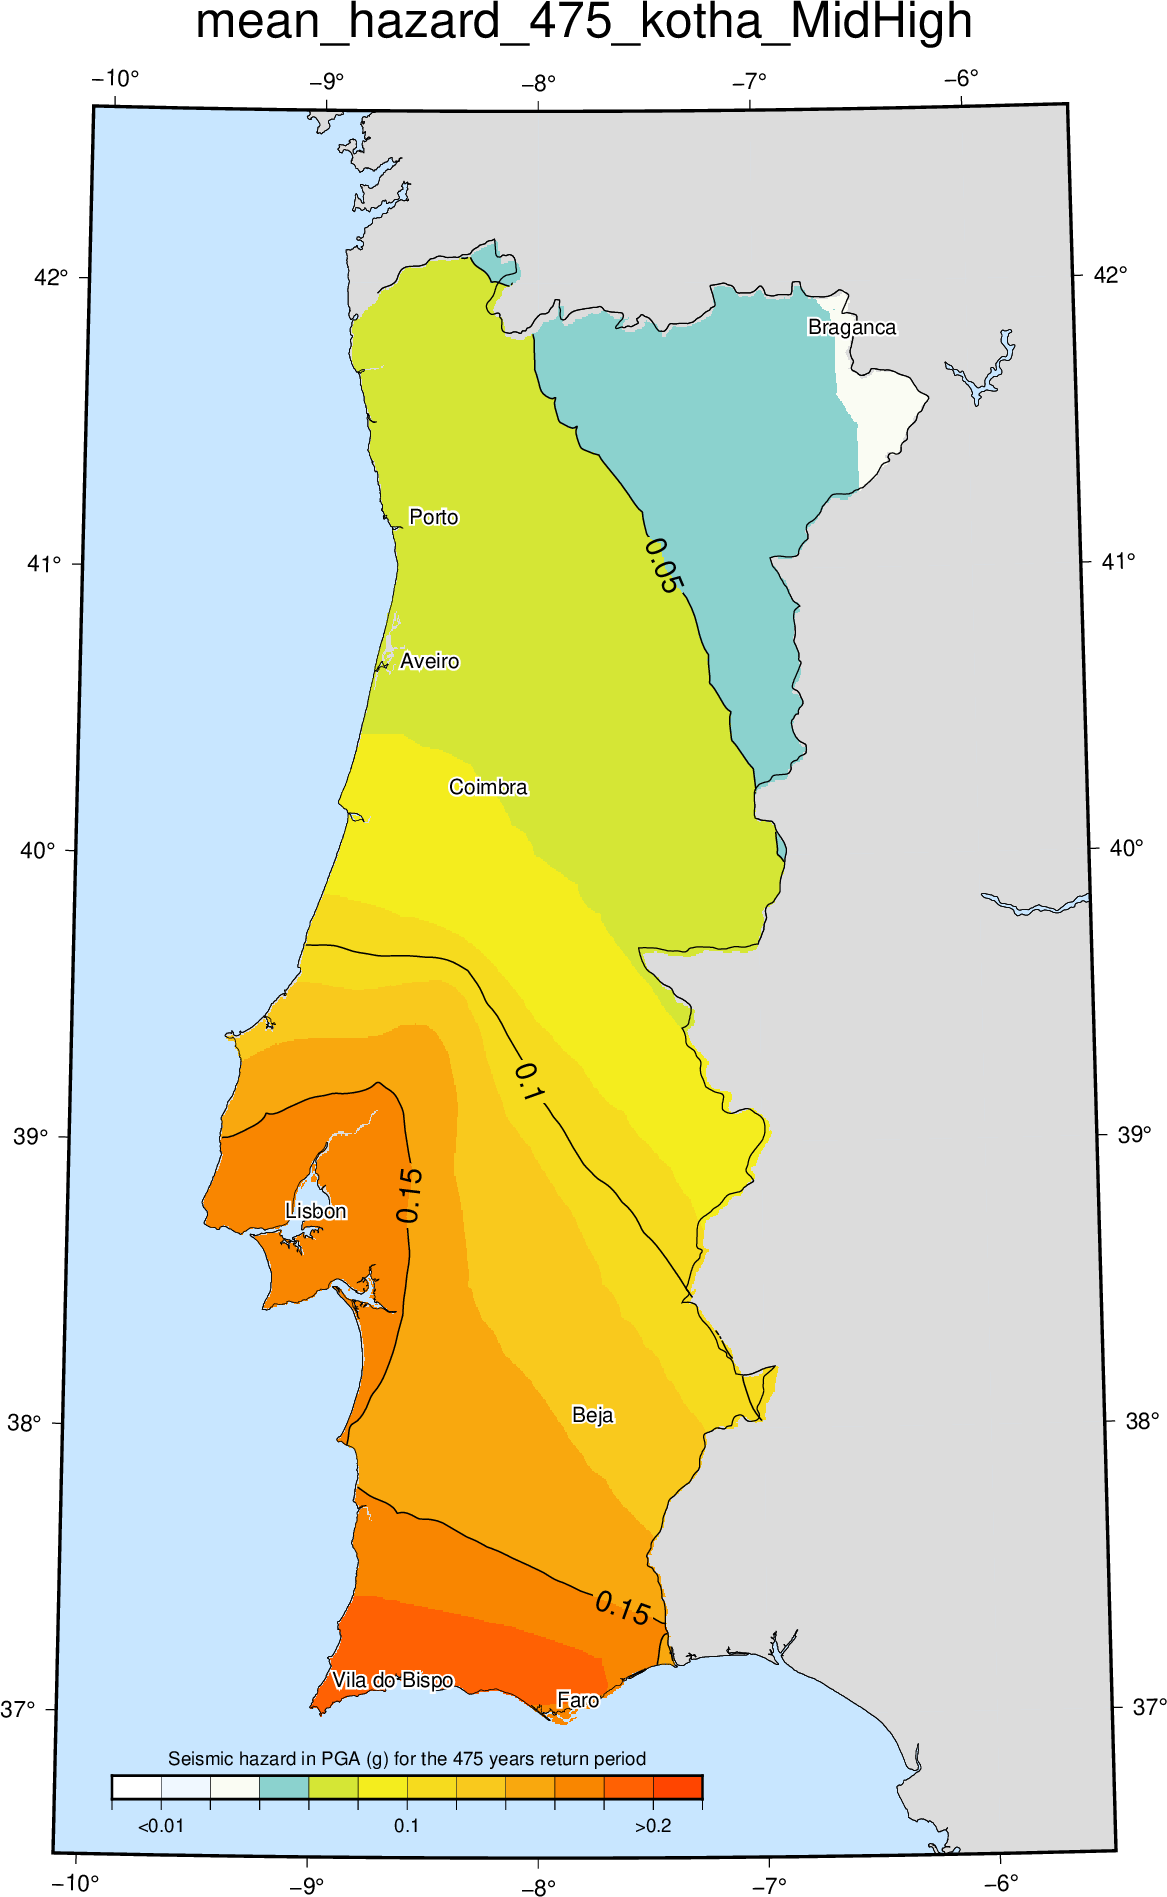 mean_hazard_475_kotha_MidHigh
−10° −9° −8° −7° −6°
42° 42°
Braganca
Porto
0.05
41° 41°
Aveiro
Coimbra
40° 40°
0.1
39° 39°
0.15
Lisbon
Beja
38° 38°
0.15
Vila do Bispo
Faro
37° 37°
Seismic hazard in PGA (g) for the 475 years return period
<0.01 0.1 >0.2
−10° −9° −8° −7° −6°